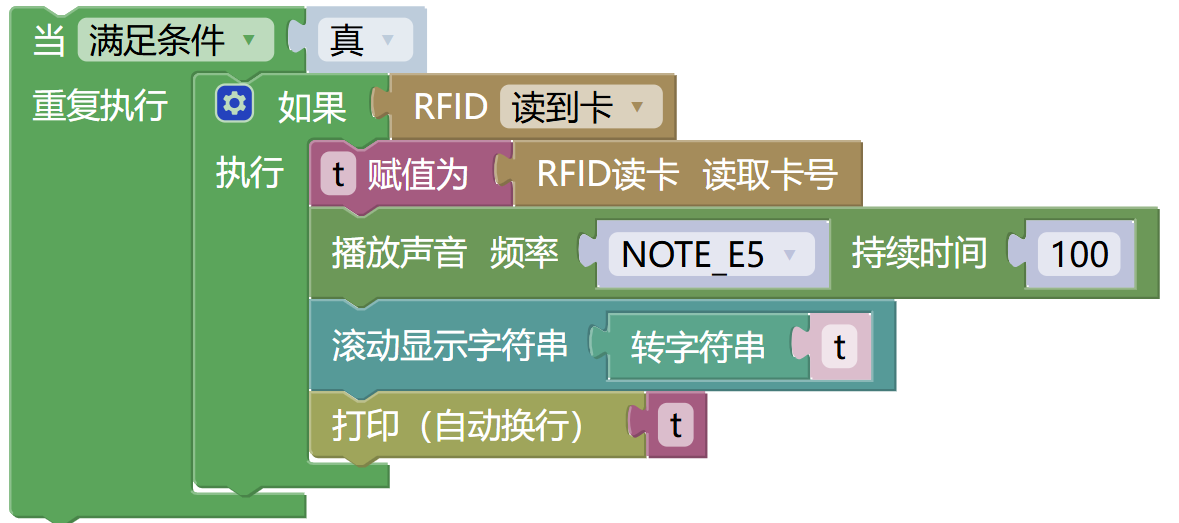 当 满足条件 真
重复执行 如果 RFID 读到卡
执行 t 赋值为 RFID读卡 读取卡号
播放声音 频率 NOTE_E5 持续时间 100
滚动显示字符串 转字符串 t
打印（自动换行） t